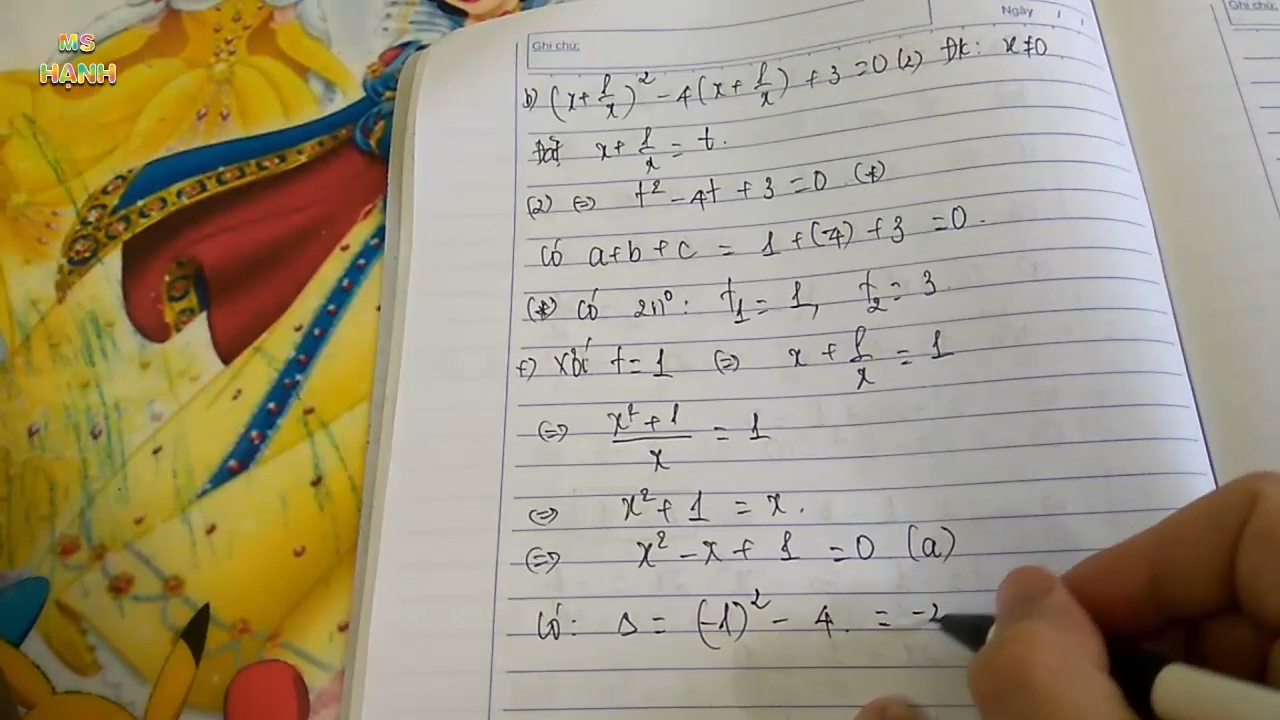 MS
HẠNH
Ghi chú:
Ngày
Ghi chú:
b) (x + 1/x)² - 4(x + 1/x) + 3 = 0 (2) ĐK: x ≠ 0
Đặt x + 1/x = t.
(2) ⇔ t² - 4t + 3 = 0 (*)
Có a + b + c = 1 + (-4) + 3 = 0.
(*) Có 2n⁰: t₁ = 1, t₂ = 3.
+) Với t = 1 ⇔ x + 1/x = 1
⇔ (x² + 1)/x = 1
⇔ x² + 1 = x.
⇔ x² - x + 1 = 0 (a)
Có: Δ = (-1)² - 4. = -2